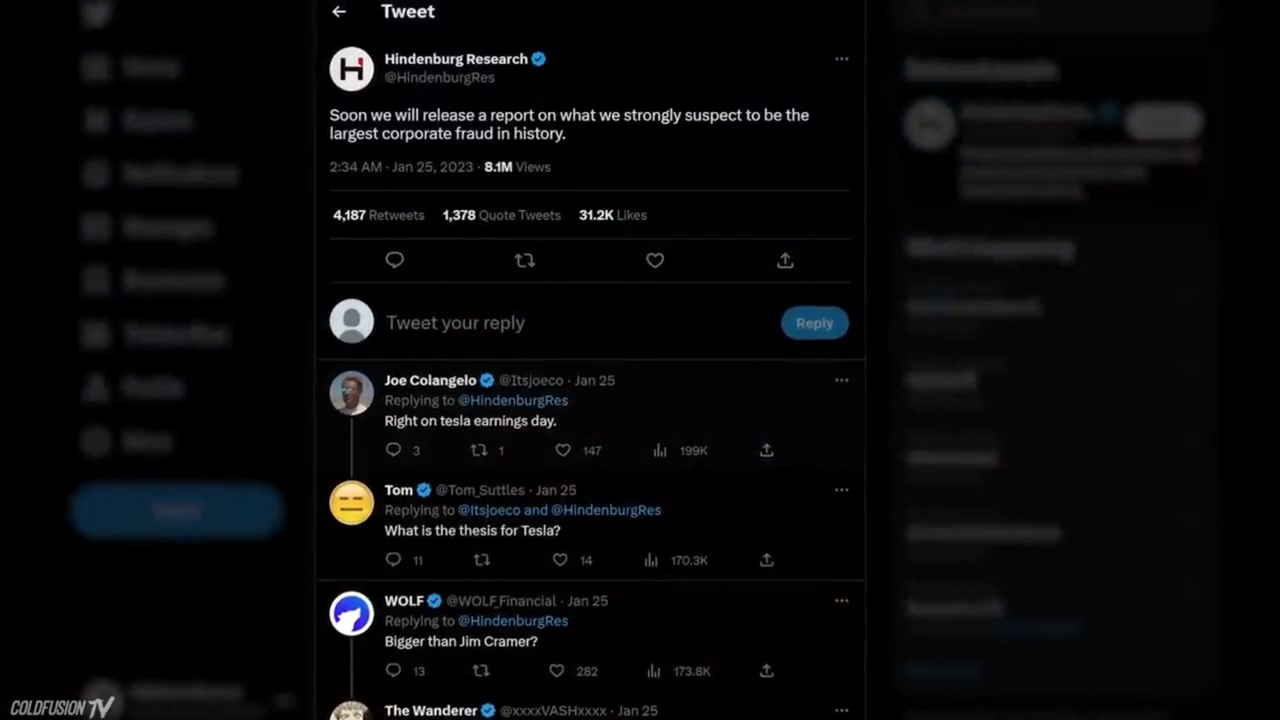 Tweet
Hindenburg Research
@HindenburgRes
Soon we will release a report on what we strongly suspect to be the
largest corporate fraud in history.
2:34 AM · Jan 25, 2023 · 8.1M Views
4,187 Retweets 1,378 Quote Tweets 31.2K Likes
Tweet your reply
Reply
Joe Colangelo @Itsjoeco · Jan 25
Replying to @HindenburgRes
Right on tesla earnings day.
3 1 147 199K
Tom @Tom_Suttles · Jan 25
Replying to @Itsjoeco and @HindenburgRes
What is the thesis for Tesla?
11 14 170.3K
WOLF @WOLF_Financial · Jan 25
Replying to @HindenburgRes
Bigger than Jim Cramer?
13 282 173.8K
The Wanderer @xxxxVASHxxxx · Jan 25
COLDFUSION TV